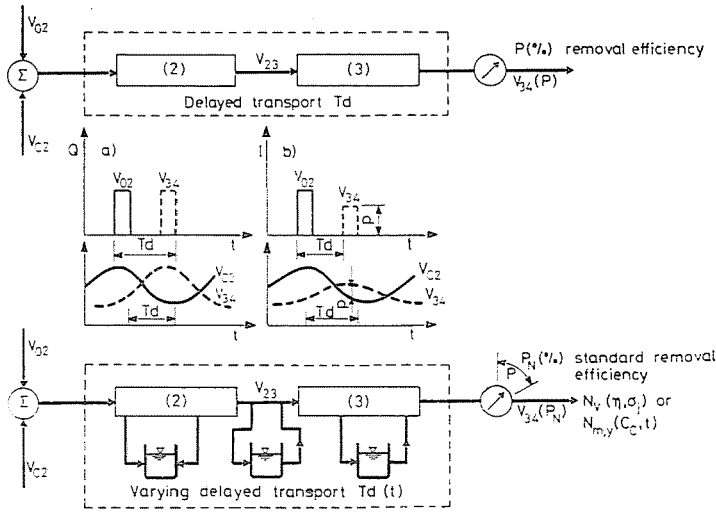 V02
Σ
VC2
(2)
V23
(3)
Delayed transport Td
P(%) removal efficiency
V34(P)
Q a)
V02
V34
Td
t
I b)
V02
V34
P
Td
t
VC2
V34
Td
t
VC2
V34
P
Td
t
V02
Σ
VC2
(2)
V23
(3)
Varying delayed transport Td(t)
PN(%) standard removal
efficiency
P
V34(PN)
Nv(η,σj) or
Nm,y(CC,t)